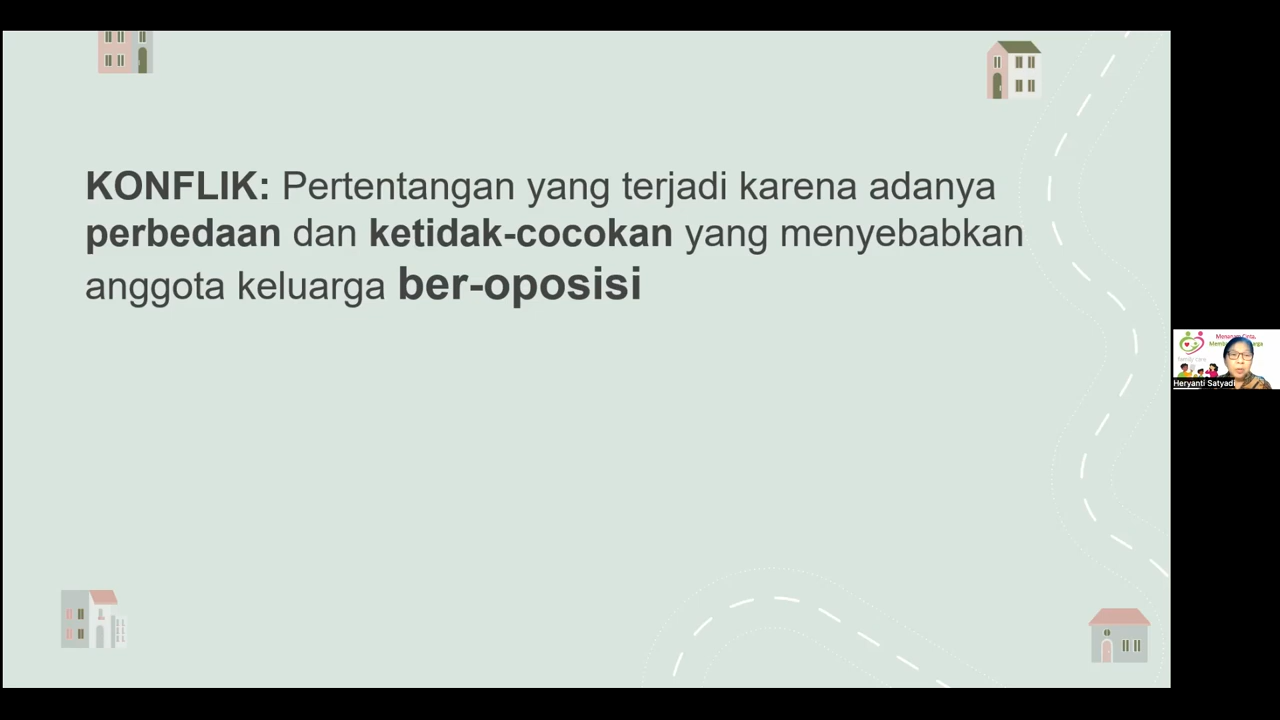 KONFLIK: Pertentangan yang terjadi karena adanya
perbedaan dan ketidak-cocokan yang menyebabkan
anggota keluarga ber-oposisi
Heryanti Satyadi